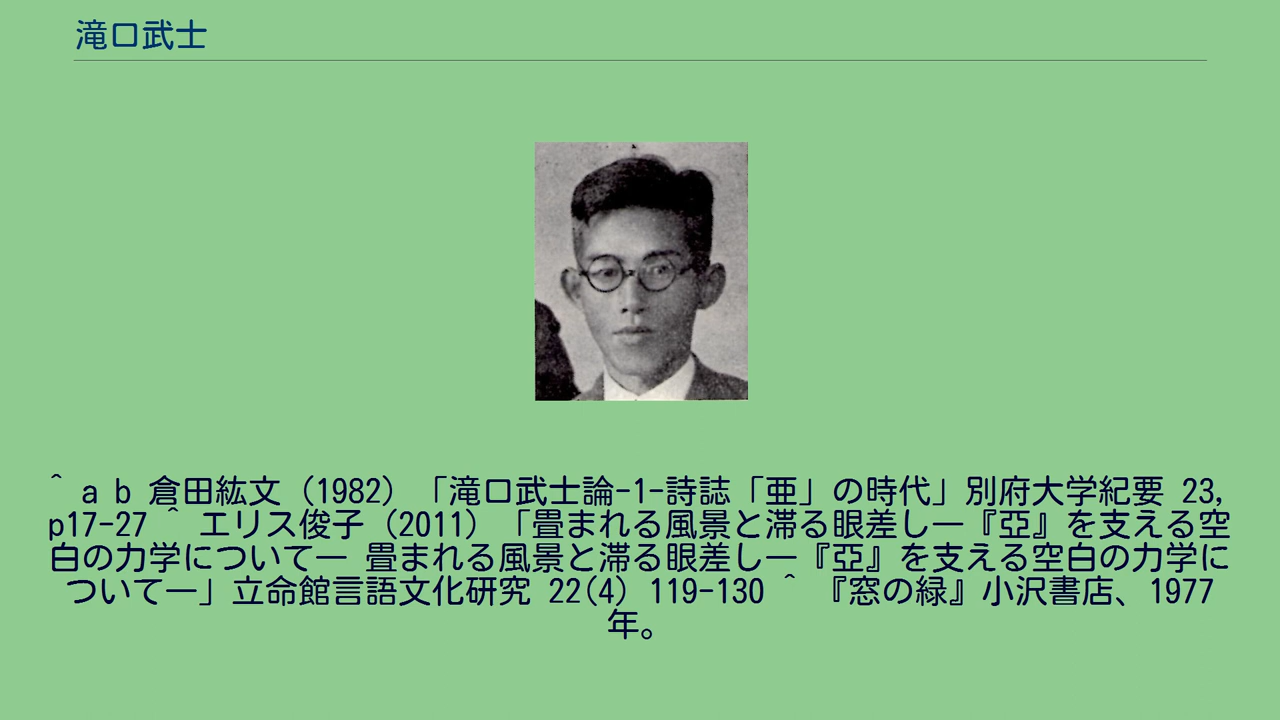 滝口武士
^ a b 倉田紘文（1982）「滝口武士論-1-詩誌「亜」の時代」別府大学紀要 23,
p17-27 ^ エリス俊子（2011）「畳まれる風景と滞る眼差し―『亞』を支える空
白の力学について― 畳まれる風景と滞る眼差し―『亞』を支える空白の力学に
ついて―」立命館言語文化研究 22(4) 119-130 ^ 『窓の緑』小沢書店、1977
年。